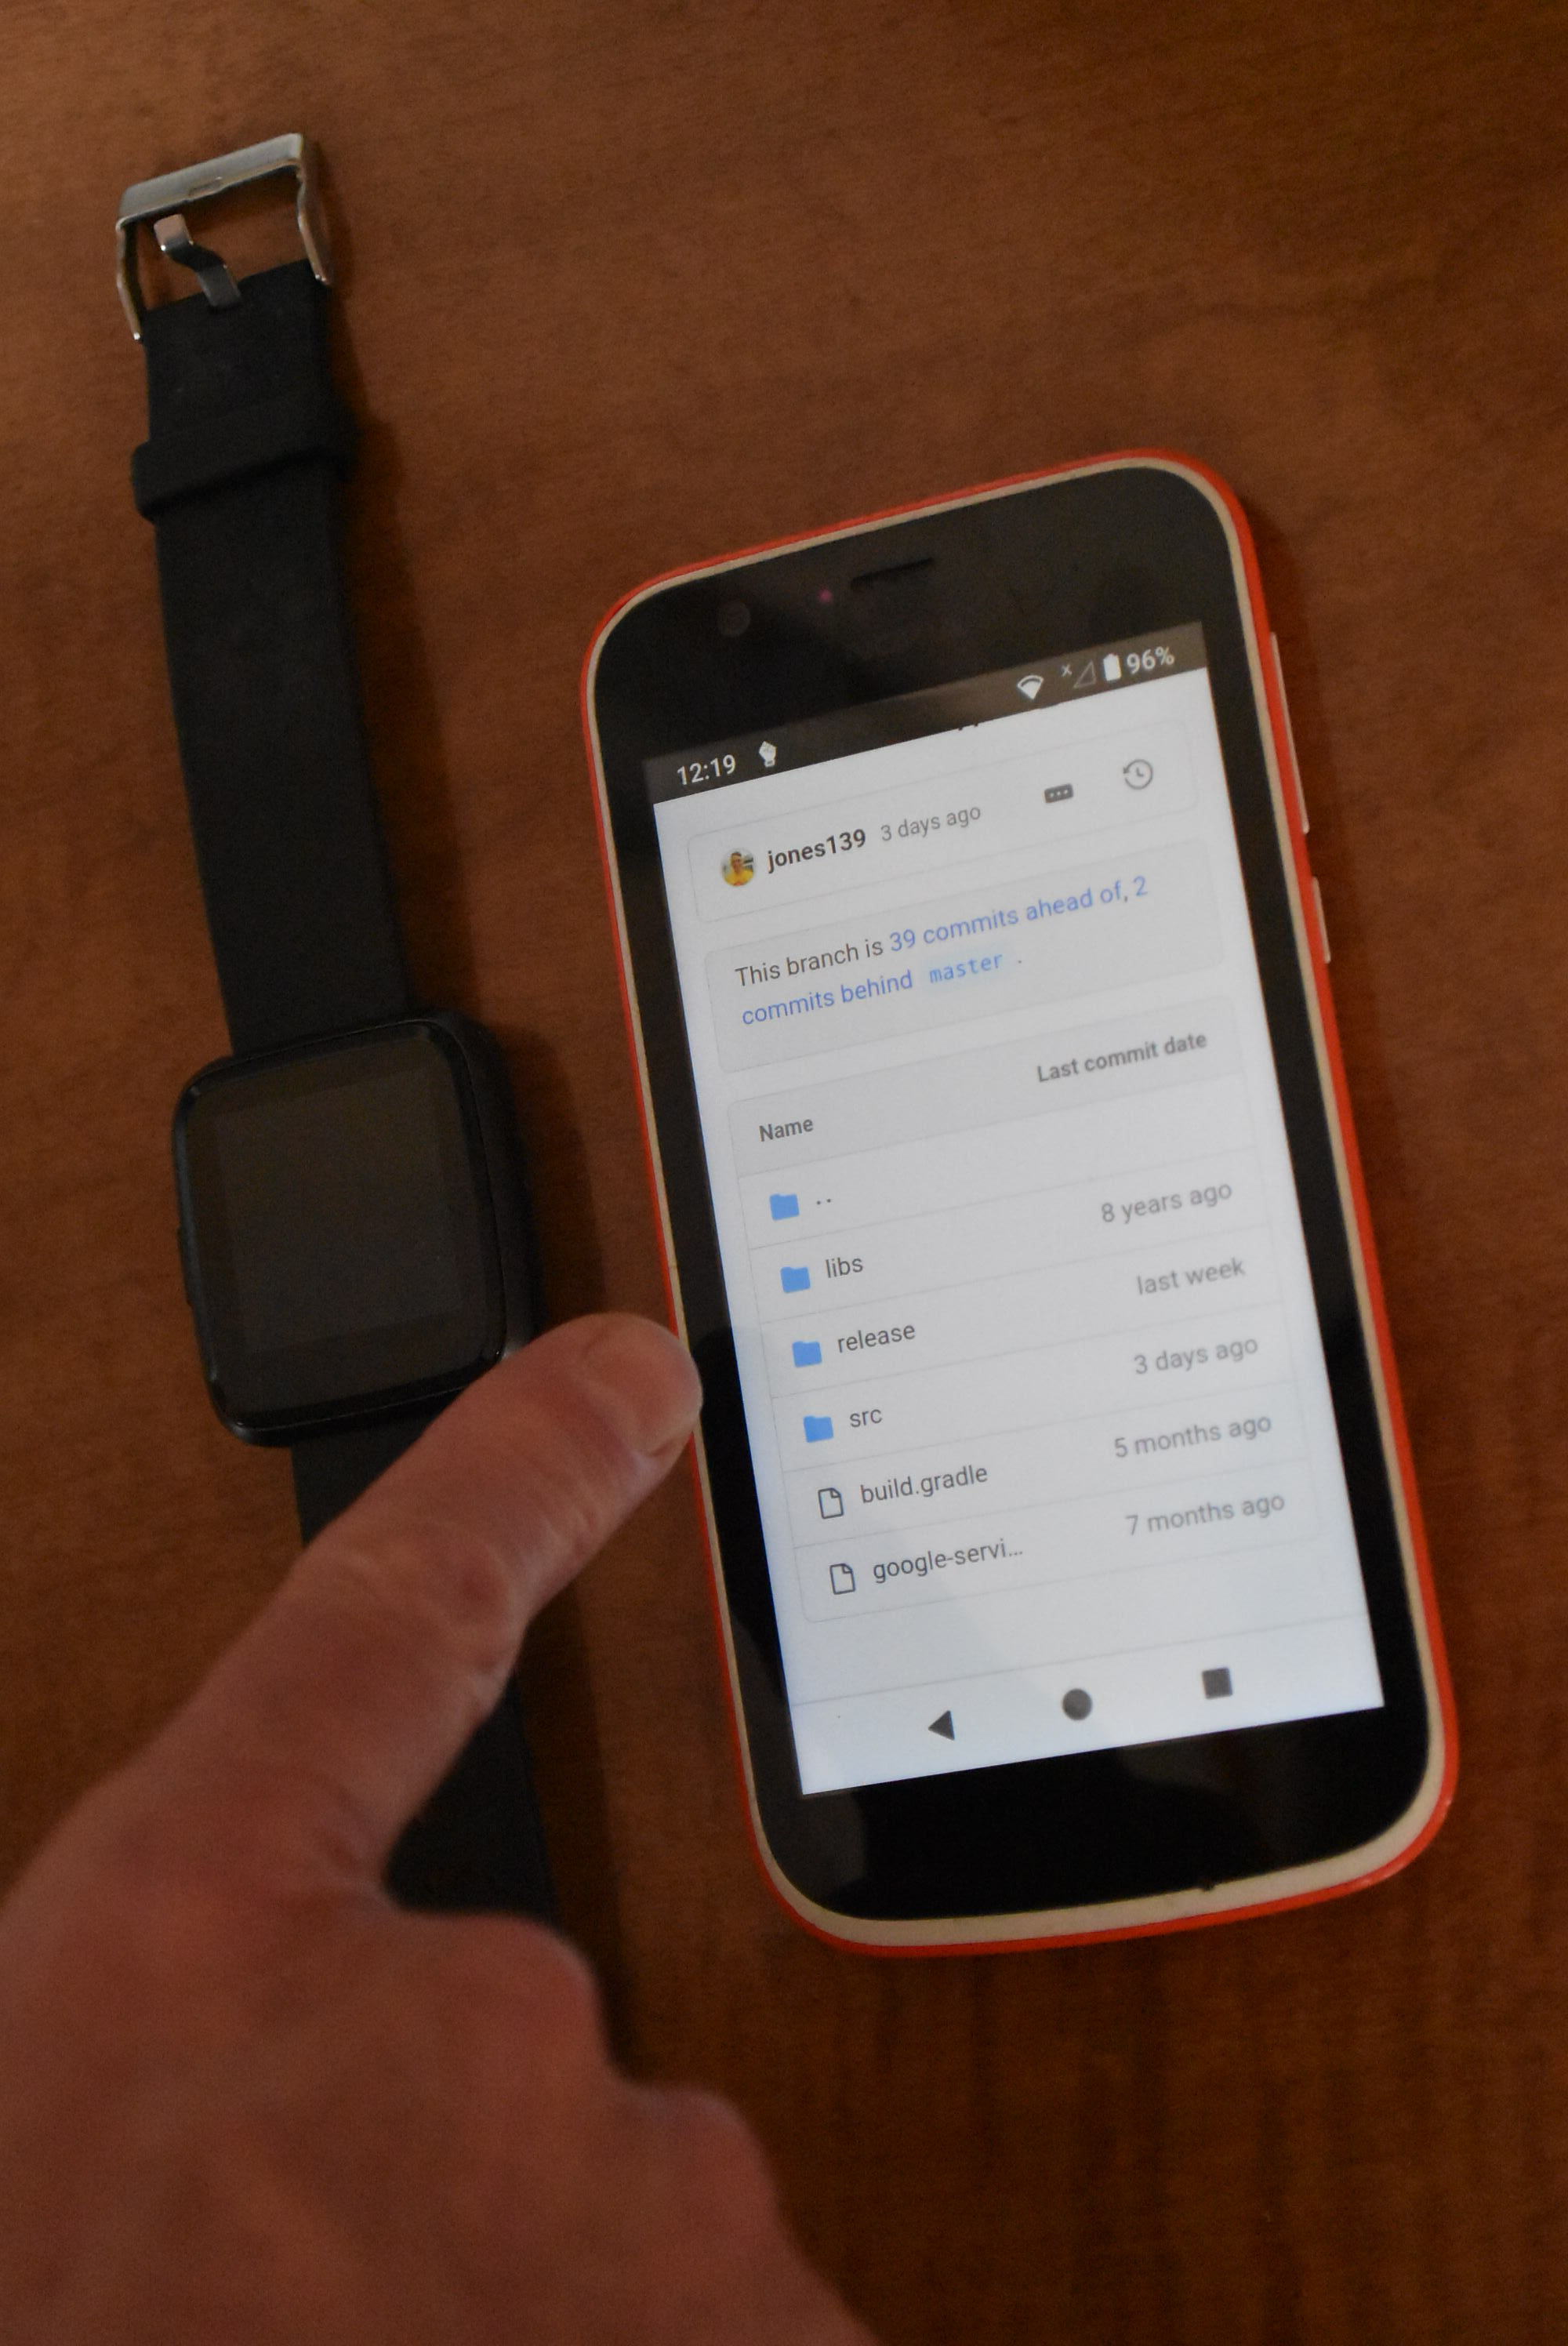 12:19 96%
jones139 3 days ago
This branch is 39 commits ahead of, 2
commits behind master .
Name Last commit date
..
libs 8 years ago
release last week
src 3 days ago
build.gradle 5 months ago
google-servi... 7 months ago